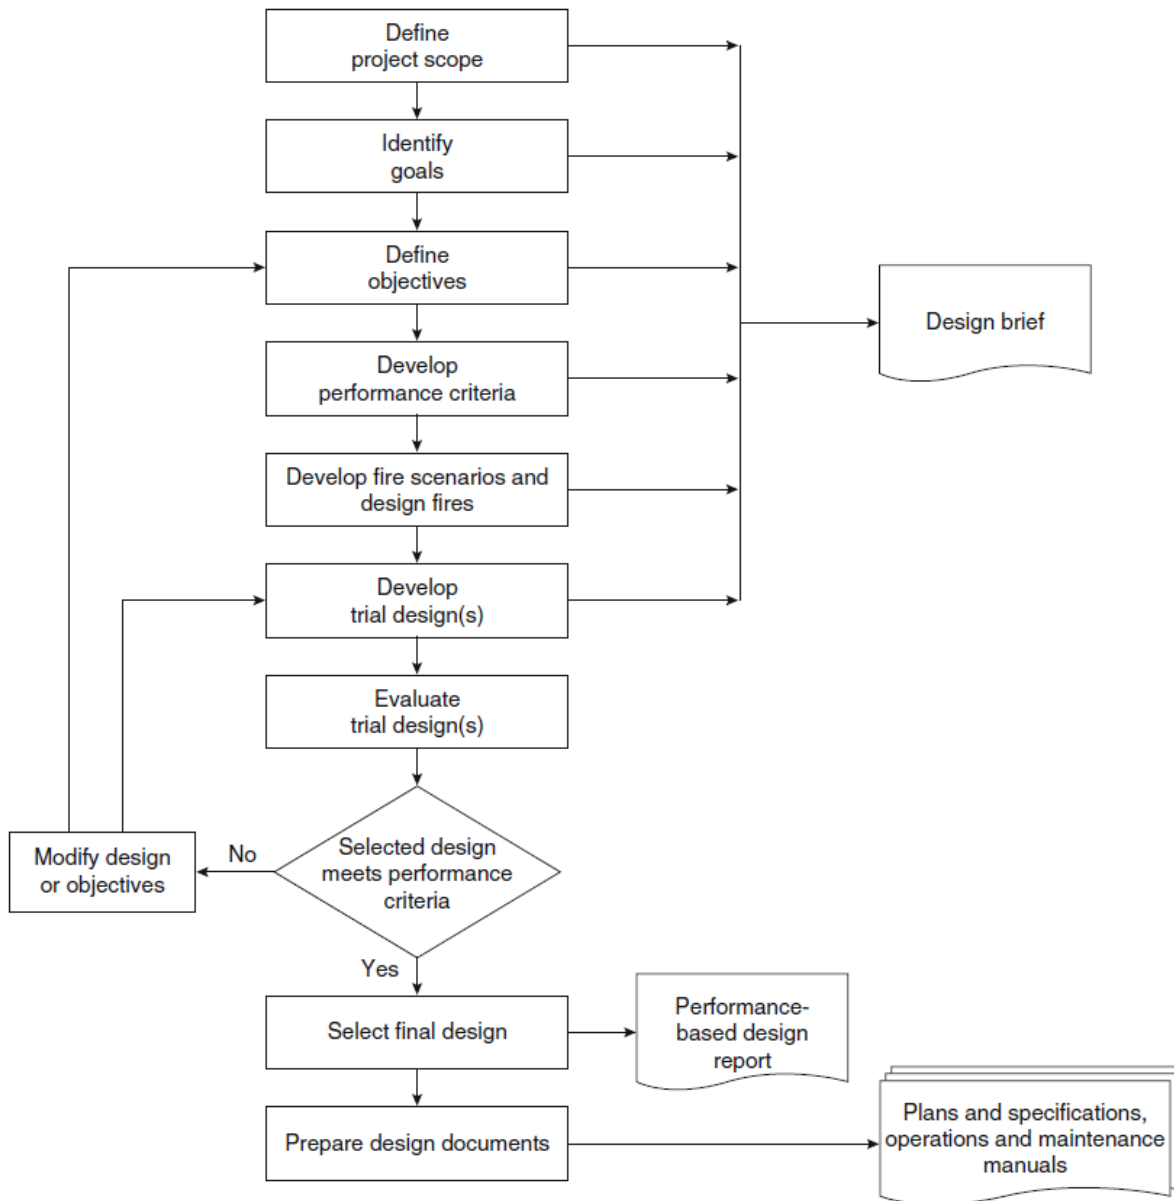 Define
project scope
Identify
goals
Define
objectives
Design brief
Develop
performance criteria
Develop fire scenarios and
design fires
Develop
trial design(s)
Evaluate
trial design(s)
Selected design
meets performance
criteria
No
Modify design
or objectives
Yes
Select final design
Performance-
based design
report
Prepare design documents
Plans and specifications,
operations and maintenance
manuals